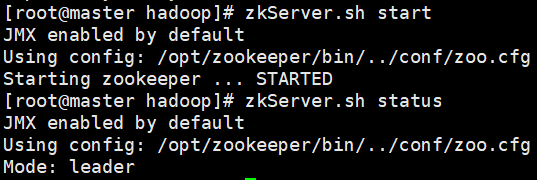 [root@master hadoop]# zkServer.sh start
JMX enabled by default
Using config: /opt/zookeeper/bin/../conf/zoo.cfg
Starting zookeeper ... STARTED
[root@master hadoop]# zkServer.sh status
JMX enabled by default
Using config: /opt/zookeeper/bin/../conf/zoo.cfg
Mode: leader